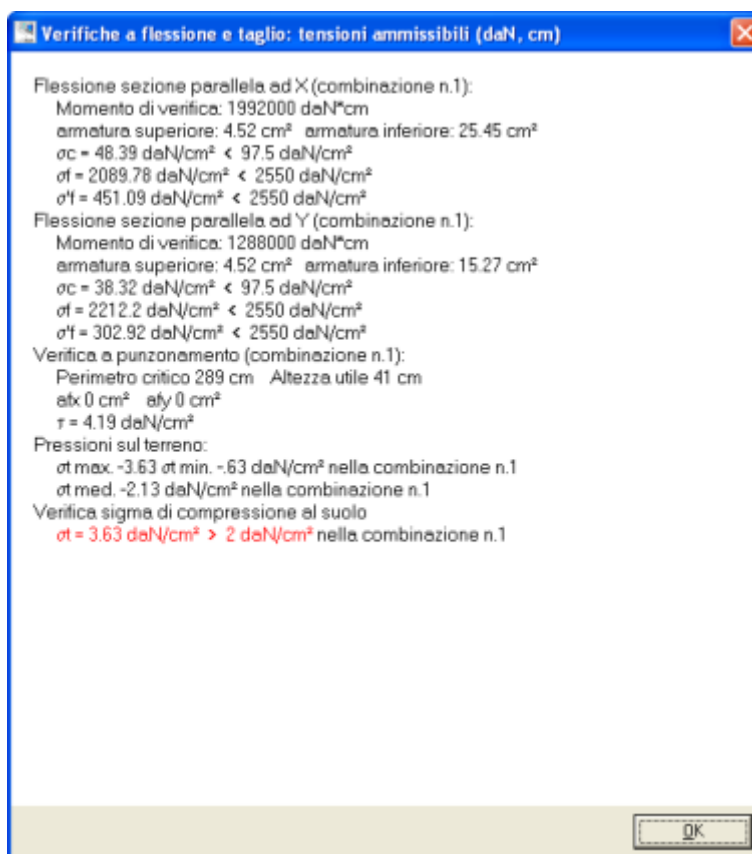 Verifiche a flessione e taglio: tensioni ammissibili (daN, cm)
Flessione sezione parallela ad X (combinazione n.1):
Momento di verifica: 1992000 daN*cm
armatura superiore: 4.52 cm² armatura inferiore: 25.45 cm²
σc = 48.39 daN/cm² < 97.5 daN/cm²
σf = 2089.78 daN/cm² < 2550 daN/cm²
σ'f = 451.09 daN/cm² < 2550 daN/cm²
Flessione sezione parallela ad Y (combinazione n.1):
Momento di verifica: 1288000 daN*cm
armatura superiore: 4.52 cm² armatura inferiore: 15.27 cm²
σc = 38.32 daN/cm² < 97.5 daN/cm²
σf = 2212.2 daN/cm² < 2550 daN/cm²
σ'f = 302.92 daN/cm² < 2550 daN/cm²
Verifica a punzonamento (combinazione n.1):
Perimetro critico 289 cm Altezza utile 41 cm
afx 0 cm² afy 0 cm²
τ = 4.19 daN/cm²
Pressioni sul terreno:
σt max. -3.63 σt min. -.63 daN/cm² nella combinazione n.1
σt med. -2.13 daN/cm² nella combinazione n.1
Verifica sigma di compressione al suolo
σt = 3.63 daN/cm² > 2 daN/cm² nella combinazione n.1
OK